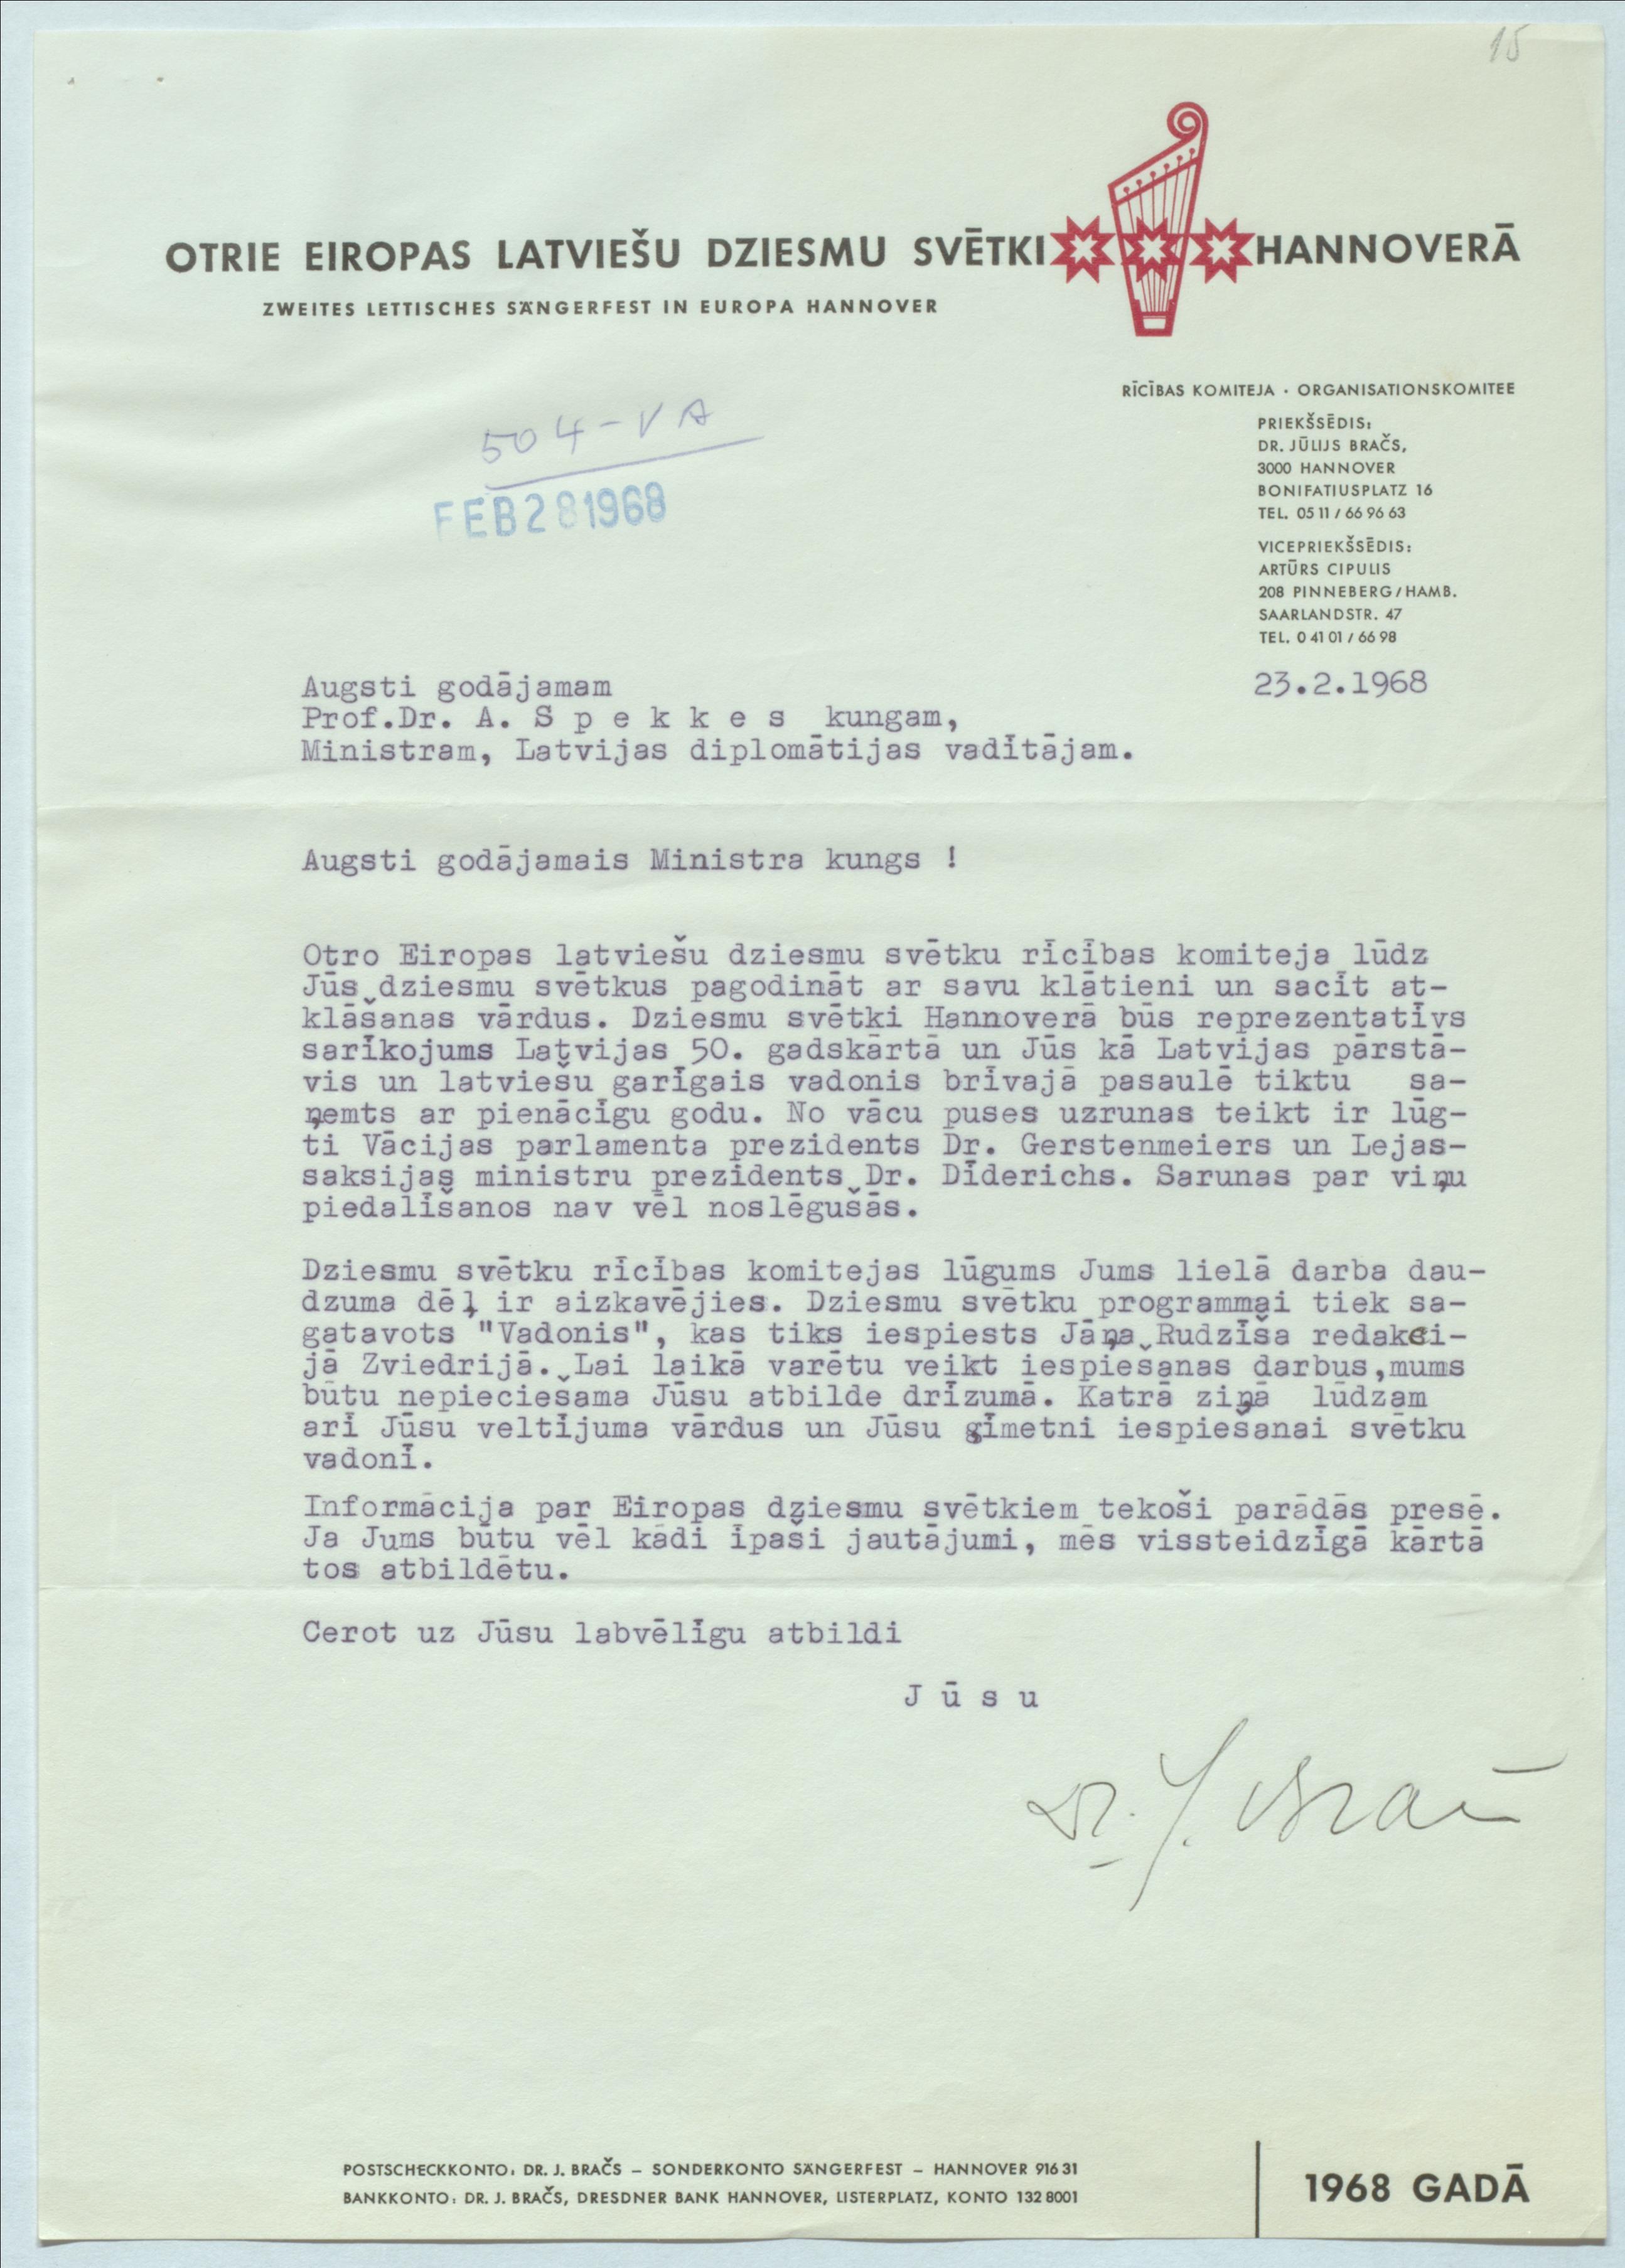 15
OTRIE EIROPAS LATVIEŠU DZIESMU SVĒTKI HANNOVERĀ
ZWEITES LETTISCHES SÄNGERFEST IN EUROPA HANNOVER
RĪCĪBAS KOMITEJA · ORGANISATIONSKOMITEE
PRIEKŠSĒDIS:
DR. JŪLIJS BRAČS,
3000 HANNOVER
BONIFATIUSPLATZ 16
TEL. 05 11 / 66 96 63
VICEPRIEKŠSĒDIS:
ARTŪRS CIPULIS
208 PINNEBERG/HAMB.
SAARLANDSTR. 47
TEL. 0 41 01 / 66 98
504-VA
FEB 28 1968
23.2.1968
Augsti godājamam
Prof.Dr. A. S p e k k e s kungam,
Ministram, Latvijas diplomātijas vadītājam.
Augsti godājamais Ministra kungs !
Otro Eiropas latviešu dziesmu svētku rīcības komiteja lūdz
Jūs dziesmu svētkus pagodināt ar savu klātieni un sacīt at-
klāšanas vārdus. Dziesmu svētki Hannoverā būs reprezentatīvs
sarīkojums Latvijas 50. gadskārtā un Jūs kā Latvijas pārstā-
vis un latviešu garīgais vadonis brīvajā pasaulē tiktu sa-
ņemts ar pienācīgu godu. No vācu puses uzrunas teikt ir lūg-
ti Vācijas parlamenta prezidents Dr. Gerstenmeiers un Lejas-
saksijas ministru prezidents Dr. Dīderichs. Sarunas par viņu
piedalīšanos nav vēl noslēgušās.
Dziesmu svētku rīcības komitejas lūgums Jums lielā darba dau-
dzuma dēļ ir aizkavējies. Dziesmu svētku programmai tiek sa-
gatavots "Vadonis", kas tiks iespiests Jāņa Rudzīša redakci-
jā Zviedrijā. Lai laikā varētu veikt iespiešanas darbus,mums
būtu nepieciešama Jūsu atbilde drīzumā. Katrā ziņā lūdzam
arī Jūsu veltījuma vārdus un Jūsu ģīmetni iespiešanai svētku
vadonī.
Informācija par Eiropas dziesmu svētkiem tekoši parādās presē.
Ja Jums būtu vēl kādi īpaši jautājumi, mēs vissteidzīgā kārtā
tos atbildētu.
Cerot uz Jūsu labvēlīgu atbildi
J ū s u
Dr. J. Bračs
POSTSCHECKKONTO: DR. J. BRAČS – SONDERKONTO SÄNGERFEST – HANNOVER 916 31
BANKKONTO: DR. J. BRAČS, DRESDNER BANK HANNOVER, LISTERPLATZ, KONTO 132 8001
1968 GADĀ